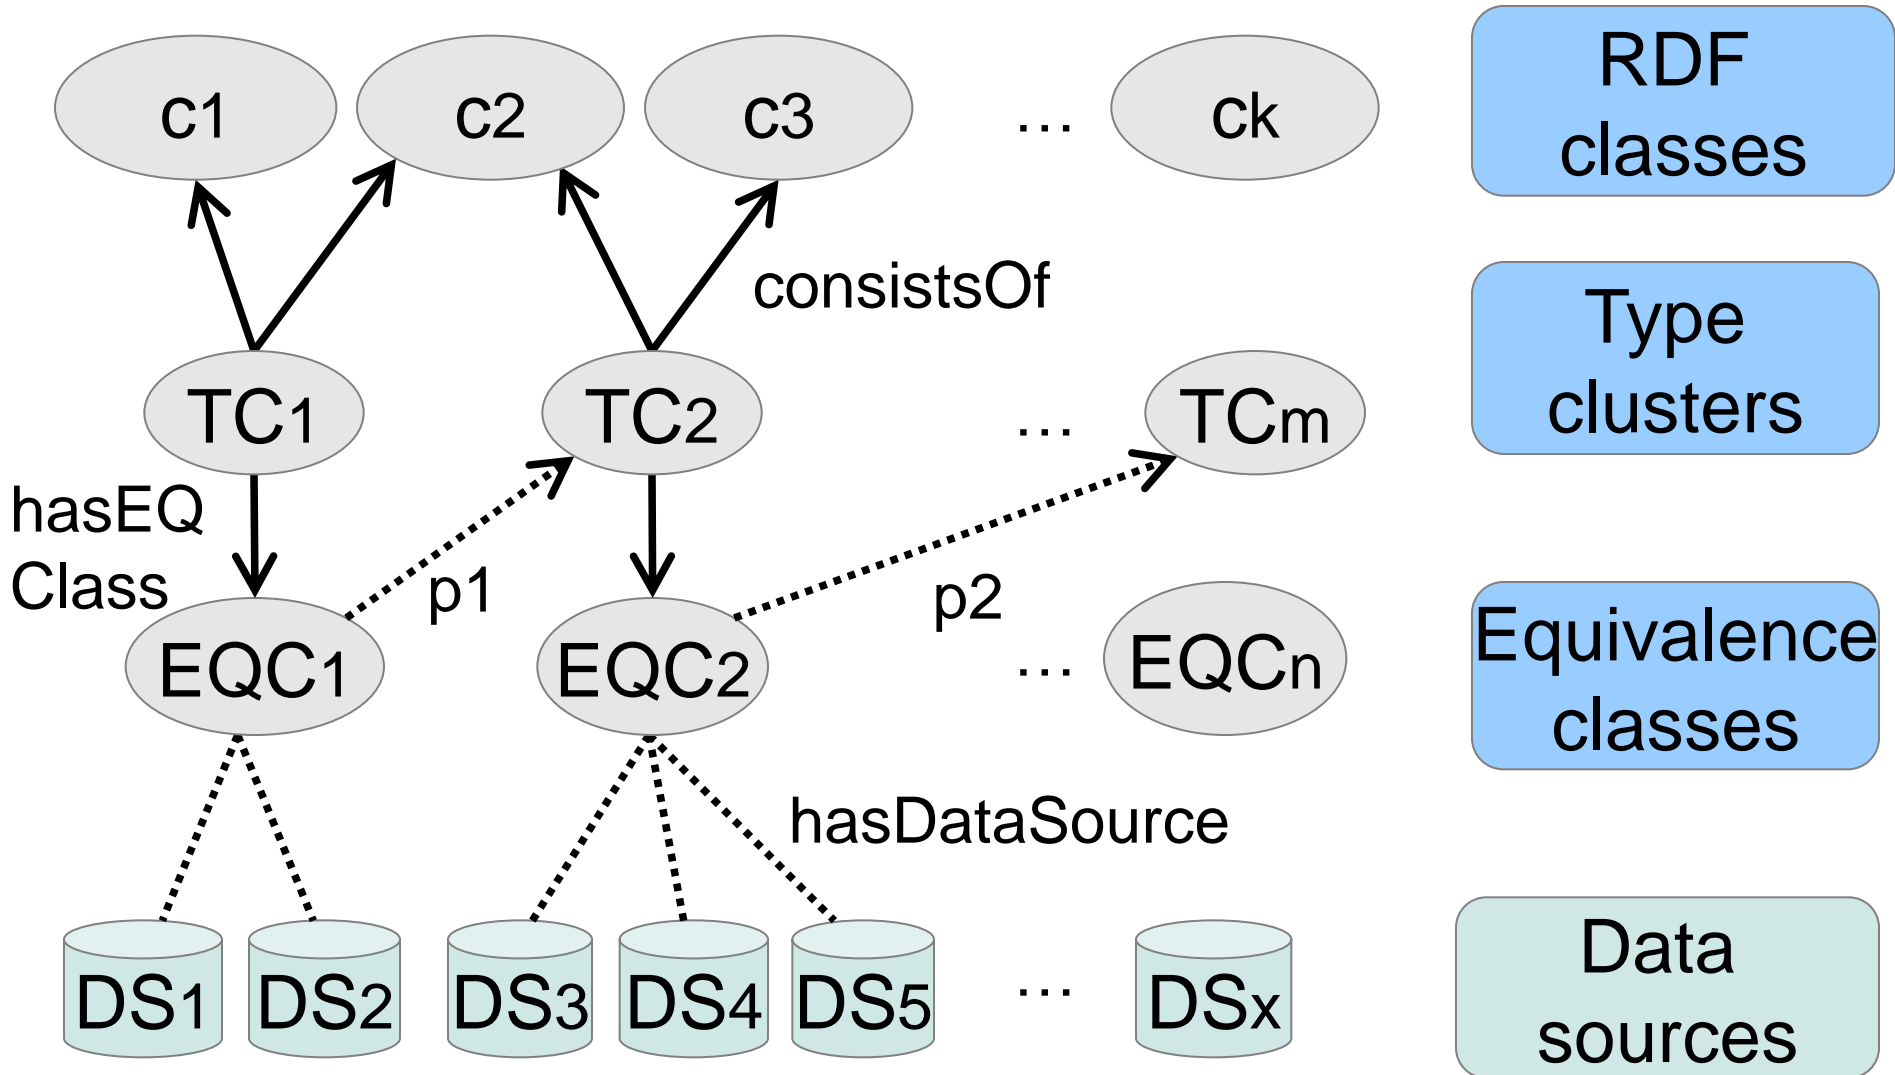 c1 c2 c3 … ck
RDF
classes
consistsOf
Type
clusters
TC1 TC2 … TCm
hasEQ
Class
p1 p2
EQC1 EQC2 … EQCn
Equivalence
classes
hasDataSource
DS1 DS2 DS3 DS4 DS5 … DSx
Data
sources